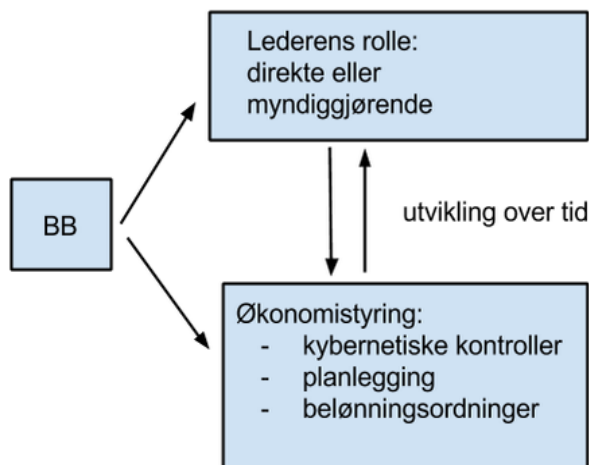 Lederens rolle:
direkte eller
myndiggjørende
BB
utvikling over tid
Økonomistyring:
- kybernetiske kontroller
- planlegging
- belønningsordninger